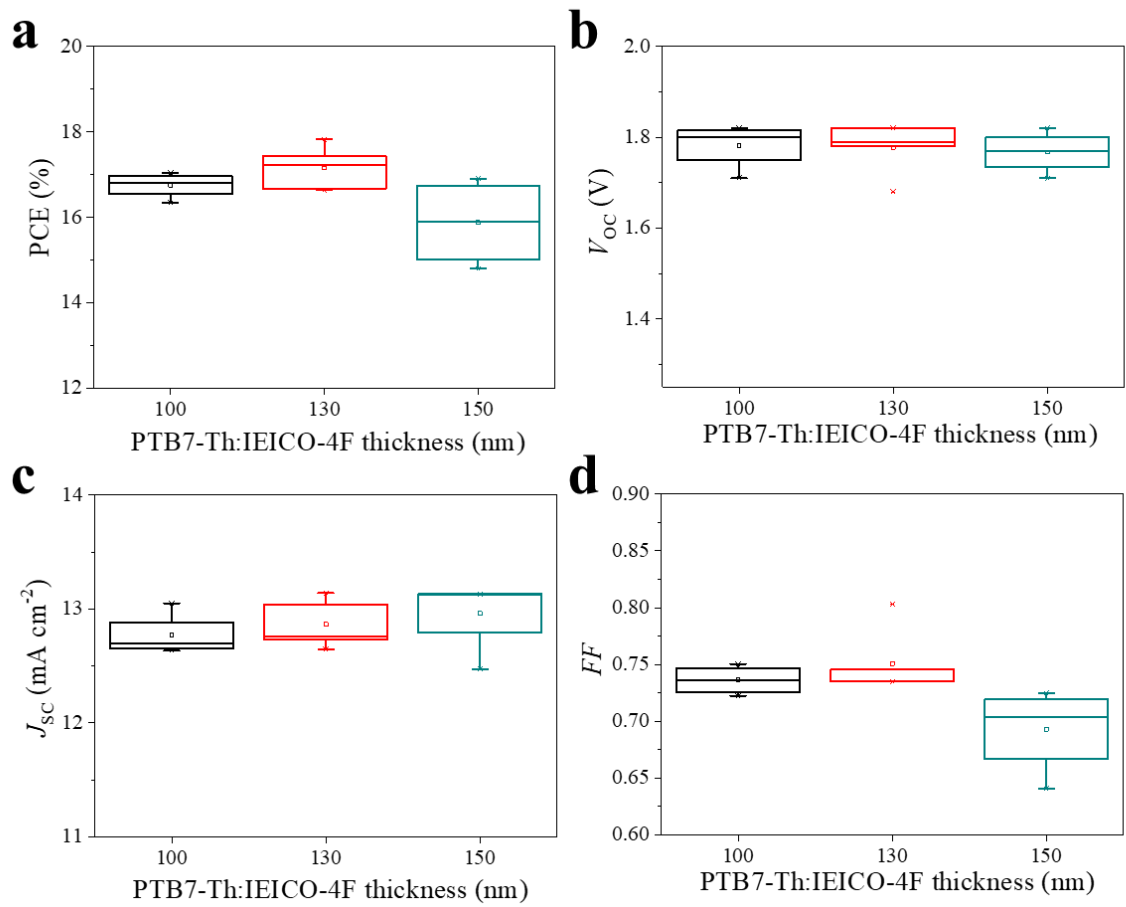 a
20
18
16
14
12
PCE (%)
100
130
150
PTB7-Th:IEICO-4F thickness (nm)
b
2.0
1.8
1.6
1.4
V_OC (V)
100
130
150
PTB7-Th:IEICO-4F thickness (nm)
c
14
13
12
11
J_SC (mA cm^-2)
100
130
150
PTB7-Th:IEICO-4F thickness (nm)
d
0.90
0.85
0.80
0.75
0.70
0.65
0.60
FF
100
130
150
PTB7-Th:IEICO-4F thickness (nm)